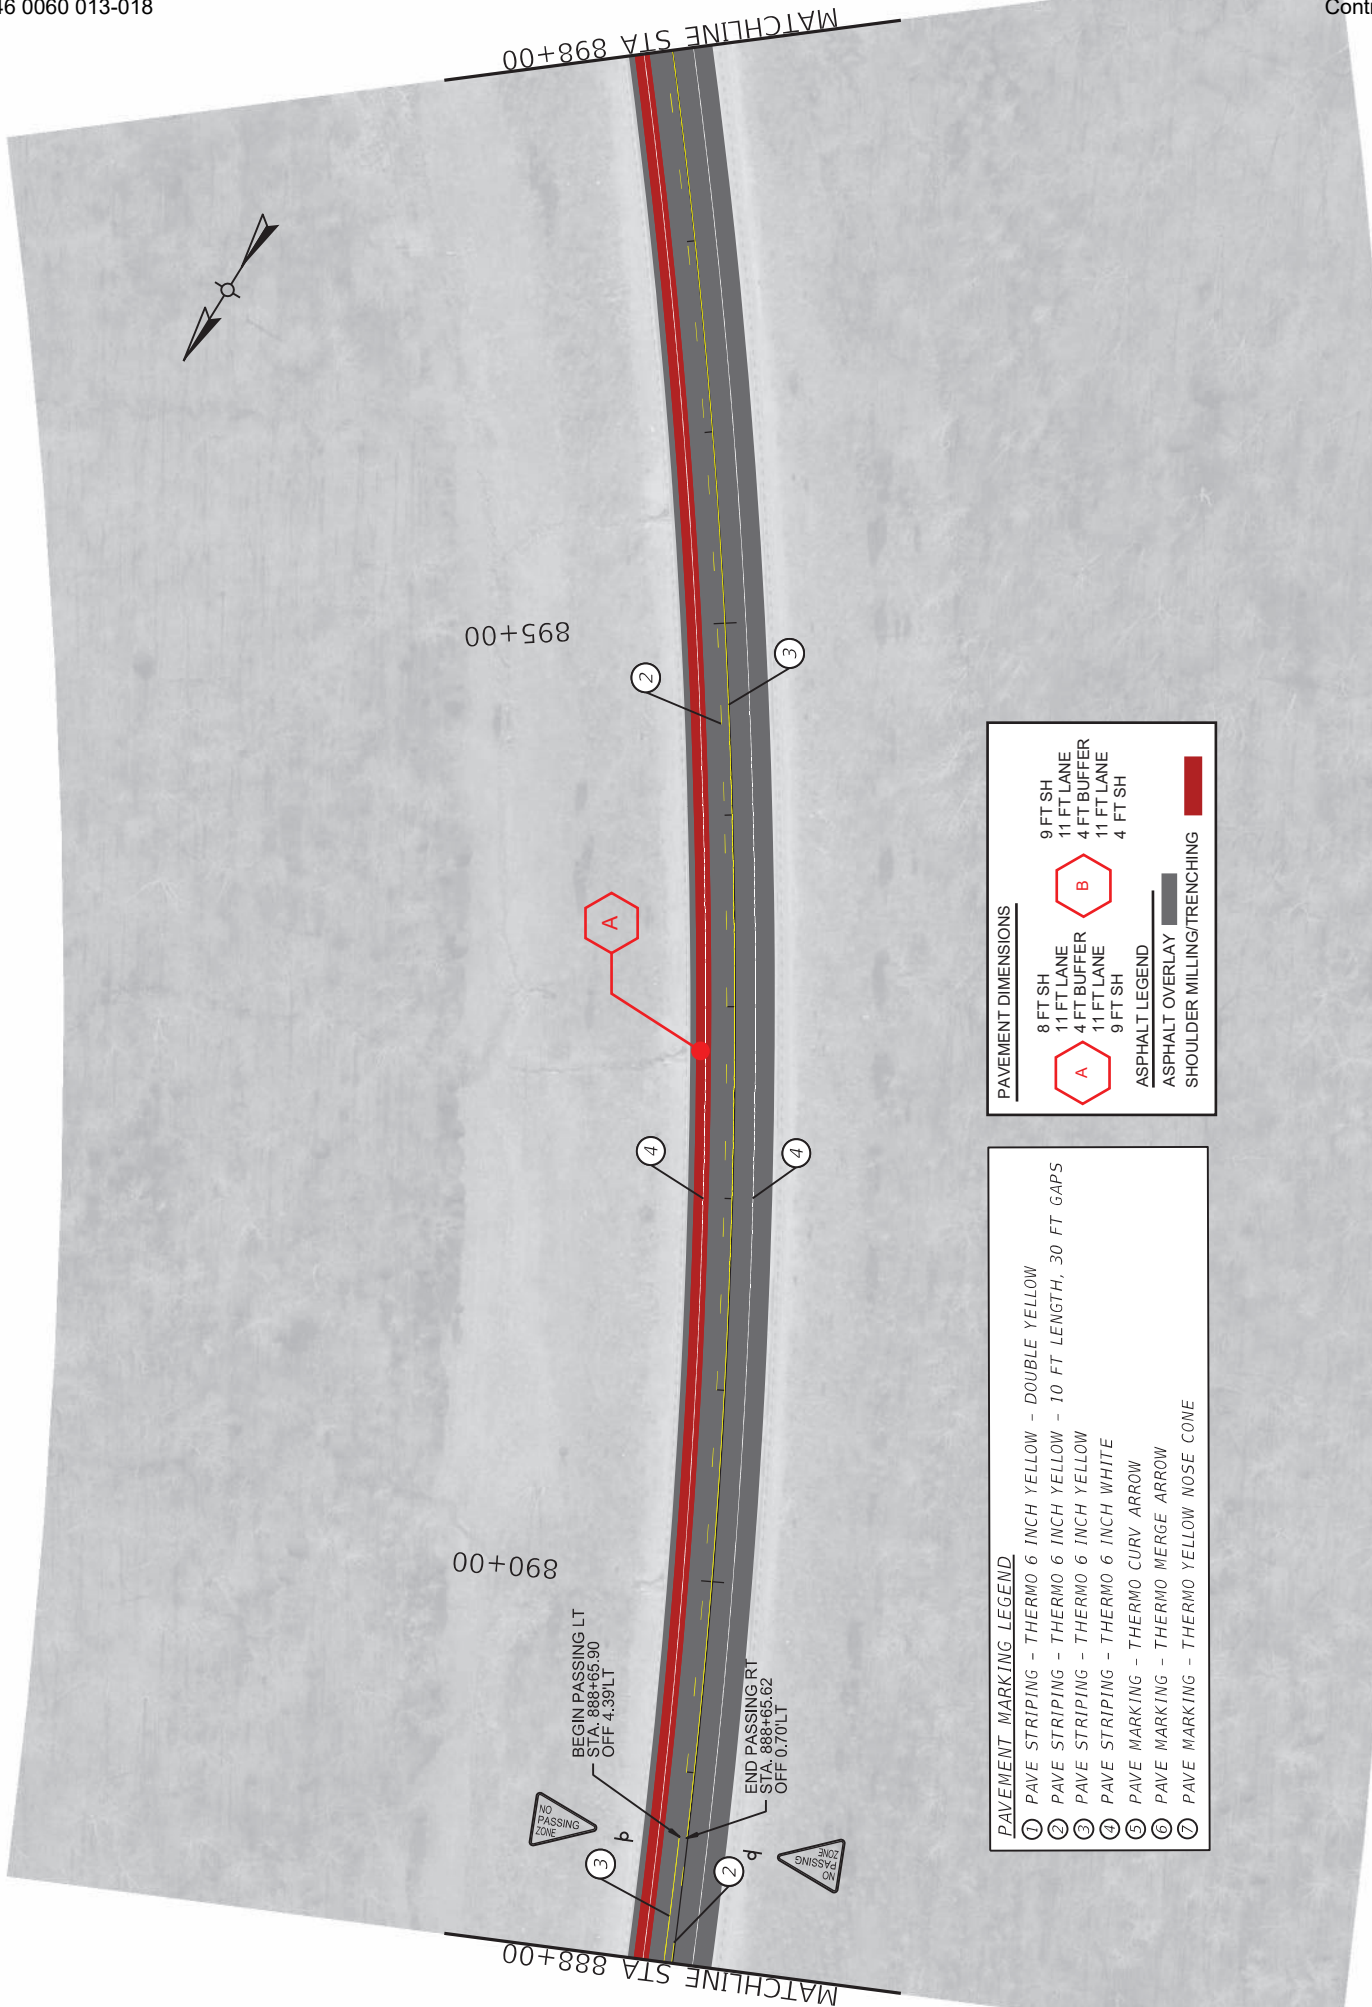 46 0060 013-018
Cont
MATCHLINE STA 898+00
895+00
2
3
A
4
4
890+00
BEGIN PASSING LT
STA. 888+65.90
OFF 4.39'LT
END PASSING RT
STA. 888+65.62
OFF 0.70'LT
NO
PASSING
ZONE
NO
PASSING
ZONE
3
2
MATCHLINE STA 888+00
PAVEMENT DIMENSIONS
A
8 FT SH
11 FT LANE
4 FT BUFFER
11 FT LANE
9 FT SH
B
9 FT SH
11 FT LANE
4 FT BUFFER
11 FT LANE
4 FT SH
ASPHALT LEGEND
ASPHALT OVERLAY
SHOULDER MILLING/TRENCHING
PAVEMENT MARKING LEGEND
1 PAVE STRIPING - THERMO 6 INCH YELLOW - DOUBLE YELLOW
2 PAVE STRIPING - THERMO 6 INCH YELLOW - 10 FT LENGTH, 30 FT GAPS
3 PAVE STRIPING - THERMO 6 INCH YELLOW
4 PAVE STRIPING - THERMO 6 INCH WHITE
5 PAVE MARKING - THERMO CURV ARROW
6 PAVE MARKING - THERMO MERGE ARROW
7 PAVE MARKING - THERMO YELLOW NOSE CONE